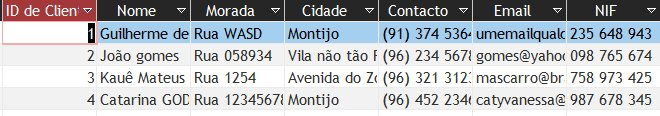 ID de Clien Nome Morada Cidade Contacto Email NIF
1 Guilherme de Rua WASD Montijo (91) 374 5364 umemailqualq 235 648 943
2 João gomes Rua 058934 Vila não tão F (96) 234 5678 gomes@yahoo 098 765 674
3 Kauê Mateus Rua 1254 Avenida do Zo (96) 321 3123 mascarro@br 758 973 425
4 Catarina GOD Rua 12345678 Montijo (96) 452 2346 catyvanessa@ 987 678 345